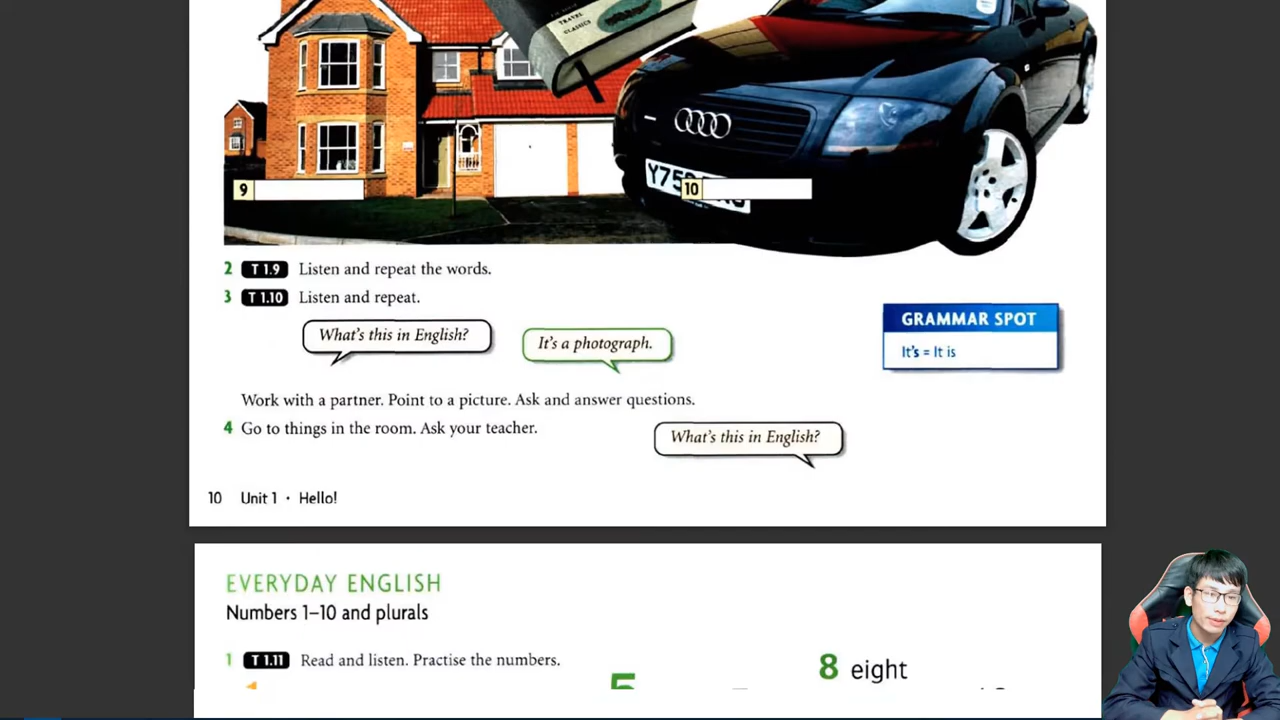 TRAVEL
CLASSICS
9
10
2 T 1.9 Listen and repeat the words.
3 T 1.10 Listen and repeat.
What's this in English?
It's a photograph.
GRAMMAR SPOT
It's = It is
Work with a partner. Point to a picture. Ask and answer questions.
4 Go to things in the room. Ask your teacher.
What's this in English?
10 Unit 1 · Hello!
EVERYDAY ENGLISH
Numbers 1–10 and plurals
1 T 1.11 Read and listen. Practise the numbers.
5
8 eight